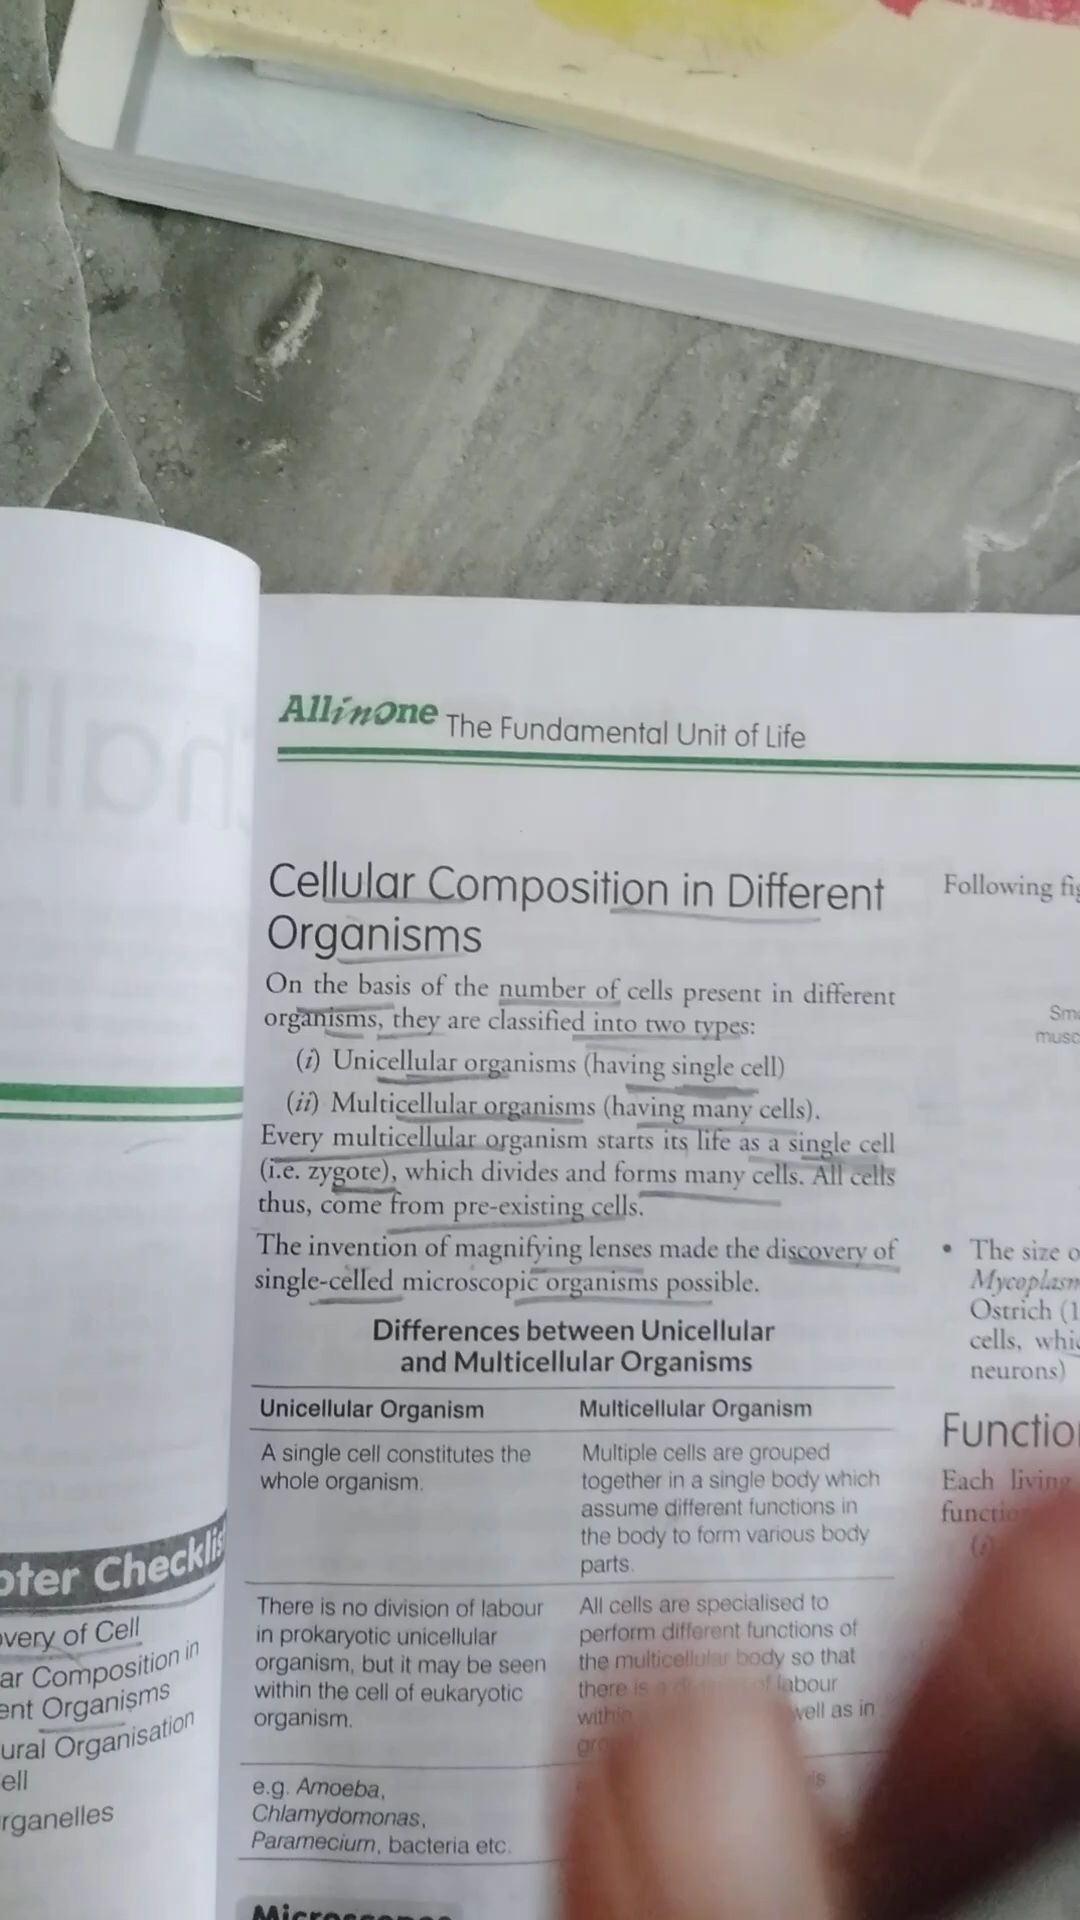 AllinOne The Fundamental Unit of Life
Cellular Composition in Different
Organisms
On the basis of the number of cells present in different
organisms, they are classified into two types:
(i) Unicellular organisms (having single cell)
(ii) Multicellular organisms (having many cells).
Every multicellular organism starts its life as a single cell
(i.e. zygote), which divides and forms many cells. All cells
thus, come from pre-existing cells.
The invention of magnifying lenses made the discovery of
single-celled microscopic organisms possible.
Differences between Unicellular
and Multicellular Organisms
Unicellular Organism
A single cell constitutes the
whole organism.
There is no division of labour
in prokaryotic unicellular
organism, but it may be seen
within the cell of eukaryotic
organism.
e.g. Amoeba,
Chlamydomonas,
Paramecium, bacteria etc.
Multicellular Organism
Multiple cells are grouped
together in a single body which
assume different functions in
the body to form various body
parts.
All cells are specialised to
perform different functions of
the multicellular body so that
there is a of labour
within well as in
Following
• The size
Ostrich
cells,
neurons)
Each living
very of Cell
ar Composition in
ent Organisms
ural Organisation
ell
rganelles